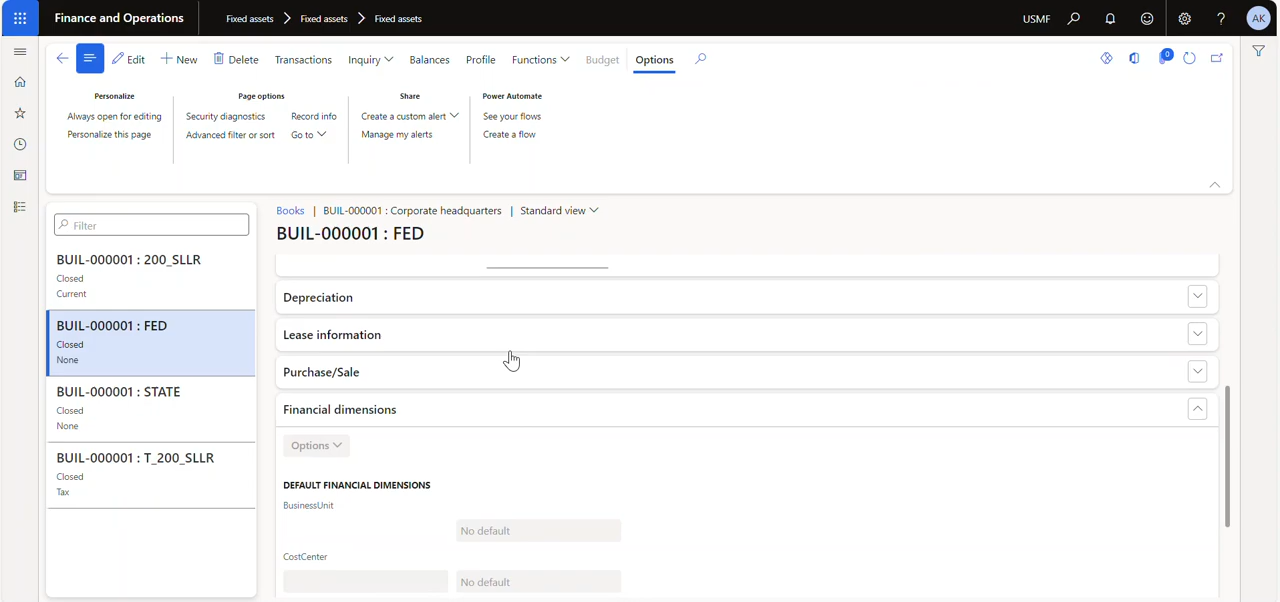 Finance and Operations
Fixed assets
Fixed assets
Fixed assets
USMF
AK
Edit
New
Delete
Transactions
Inquiry
Balances
Profile
Functions
Budget
Options
0
Personalize
Always open for editing
Personalize this page
Page options
Security diagnostics
Record info
Advanced filter or sort
Go to
Share
Create a custom alert
Manage my alerts
Power Automate
See your flows
Create a flow
Filter
BUIL-000001 : 200_SLLR
Closed
Current
BUIL-000001 : FED
Closed
None
BUIL-000001 : STATE
Closed
None
BUIL-000001 : T_200_SLLR
Closed
Tax
Books | BUIL-000001 : Corporate headquarters | Standard view
BUIL-000001 : FED
Depreciation
Lease information
Purchase/Sale
Financial dimensions
Options
DEFAULT FINANCIAL DIMENSIONS
BusinessUnit
No default
CostCenter
No default